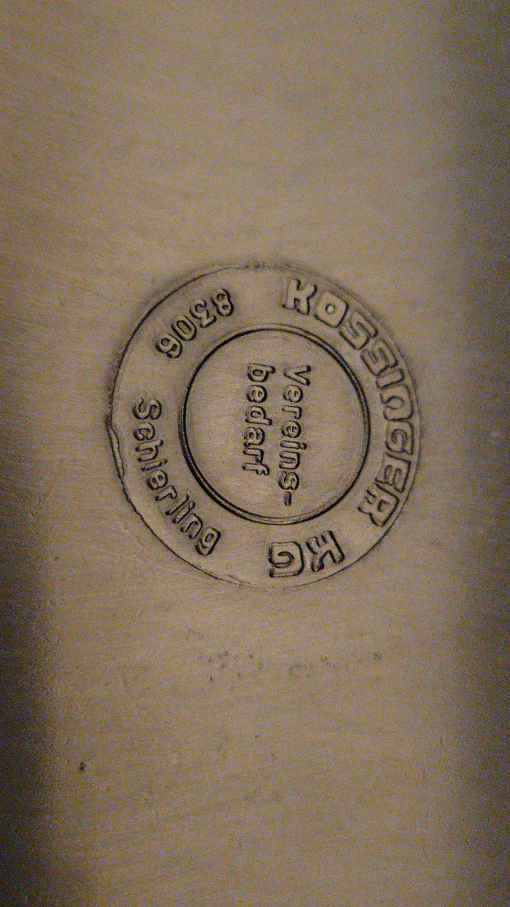 KOSSINGER KG
Vereins-
bedarf
8306 Schierling